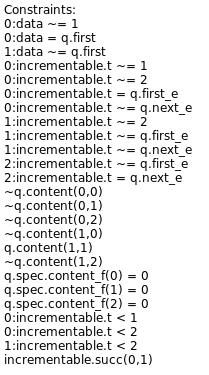 Constraints:
0:data ~= 1
0:data = q.first
1:data ~= q.first
0:incrementable.t ~= 1
0:incrementable.t ~= 2
0:incrementable.t = q.first_e
0:incrementable.t ~= q.next_e
1:incrementable.t ~= 2
1:incrementable.t ~= q.first_e
1:incrementable.t ~= q.next_e
2:incrementable.t ~= q.first_e
2:incrementable.t = q.next_e
~q.content(0,0)
~q.content(0,1)
~q.content(0,2)
~q.content(1,0)
q.content(1,1)
~q.content(1,2)
q.spec.content_f(0) = 0
q.spec.content_f(1) = 0
q.spec.content_f(2) = 0
0:incrementable.t < 1
0:incrementable.t < 2
1:incrementable.t < 2
incrementable.succ(0,1)